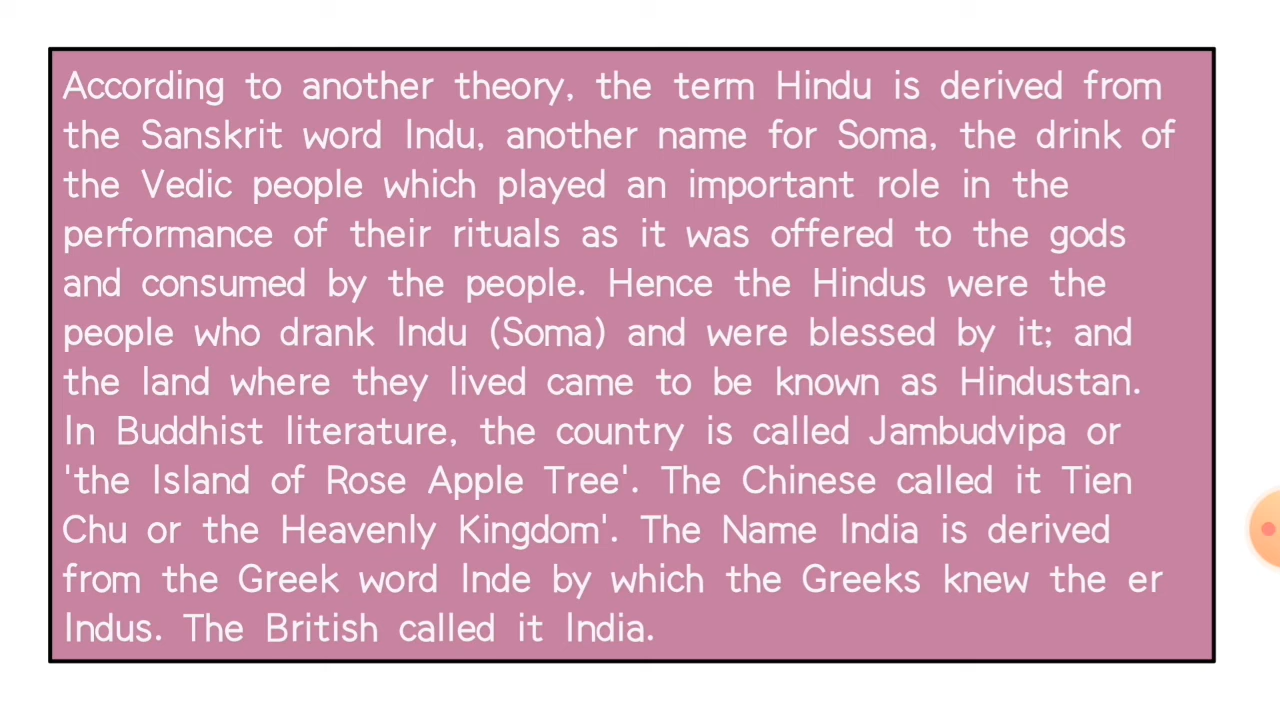 According to another theory, the term Hindu is derived from
the Sanskrit word Indu, another name for Soma, the drink of
the Vedic people which played an important role in the
performance of their rituals as it was offered to the gods
and consumed by the people. Hence the Hindus were the
people who drank Indu (Soma) and were blessed by it; and
the land where they lived came to be known as Hindustan.
In Buddhist literature, the country is called Jambudvipa or
'the Island of Rose Apple Tree'. The Chinese called it Tien
Chu or the Heavenly Kingdom'. The Name India is derived
from the Greek word Inde by which the Greeks knew the er
Indus. The British called it India.